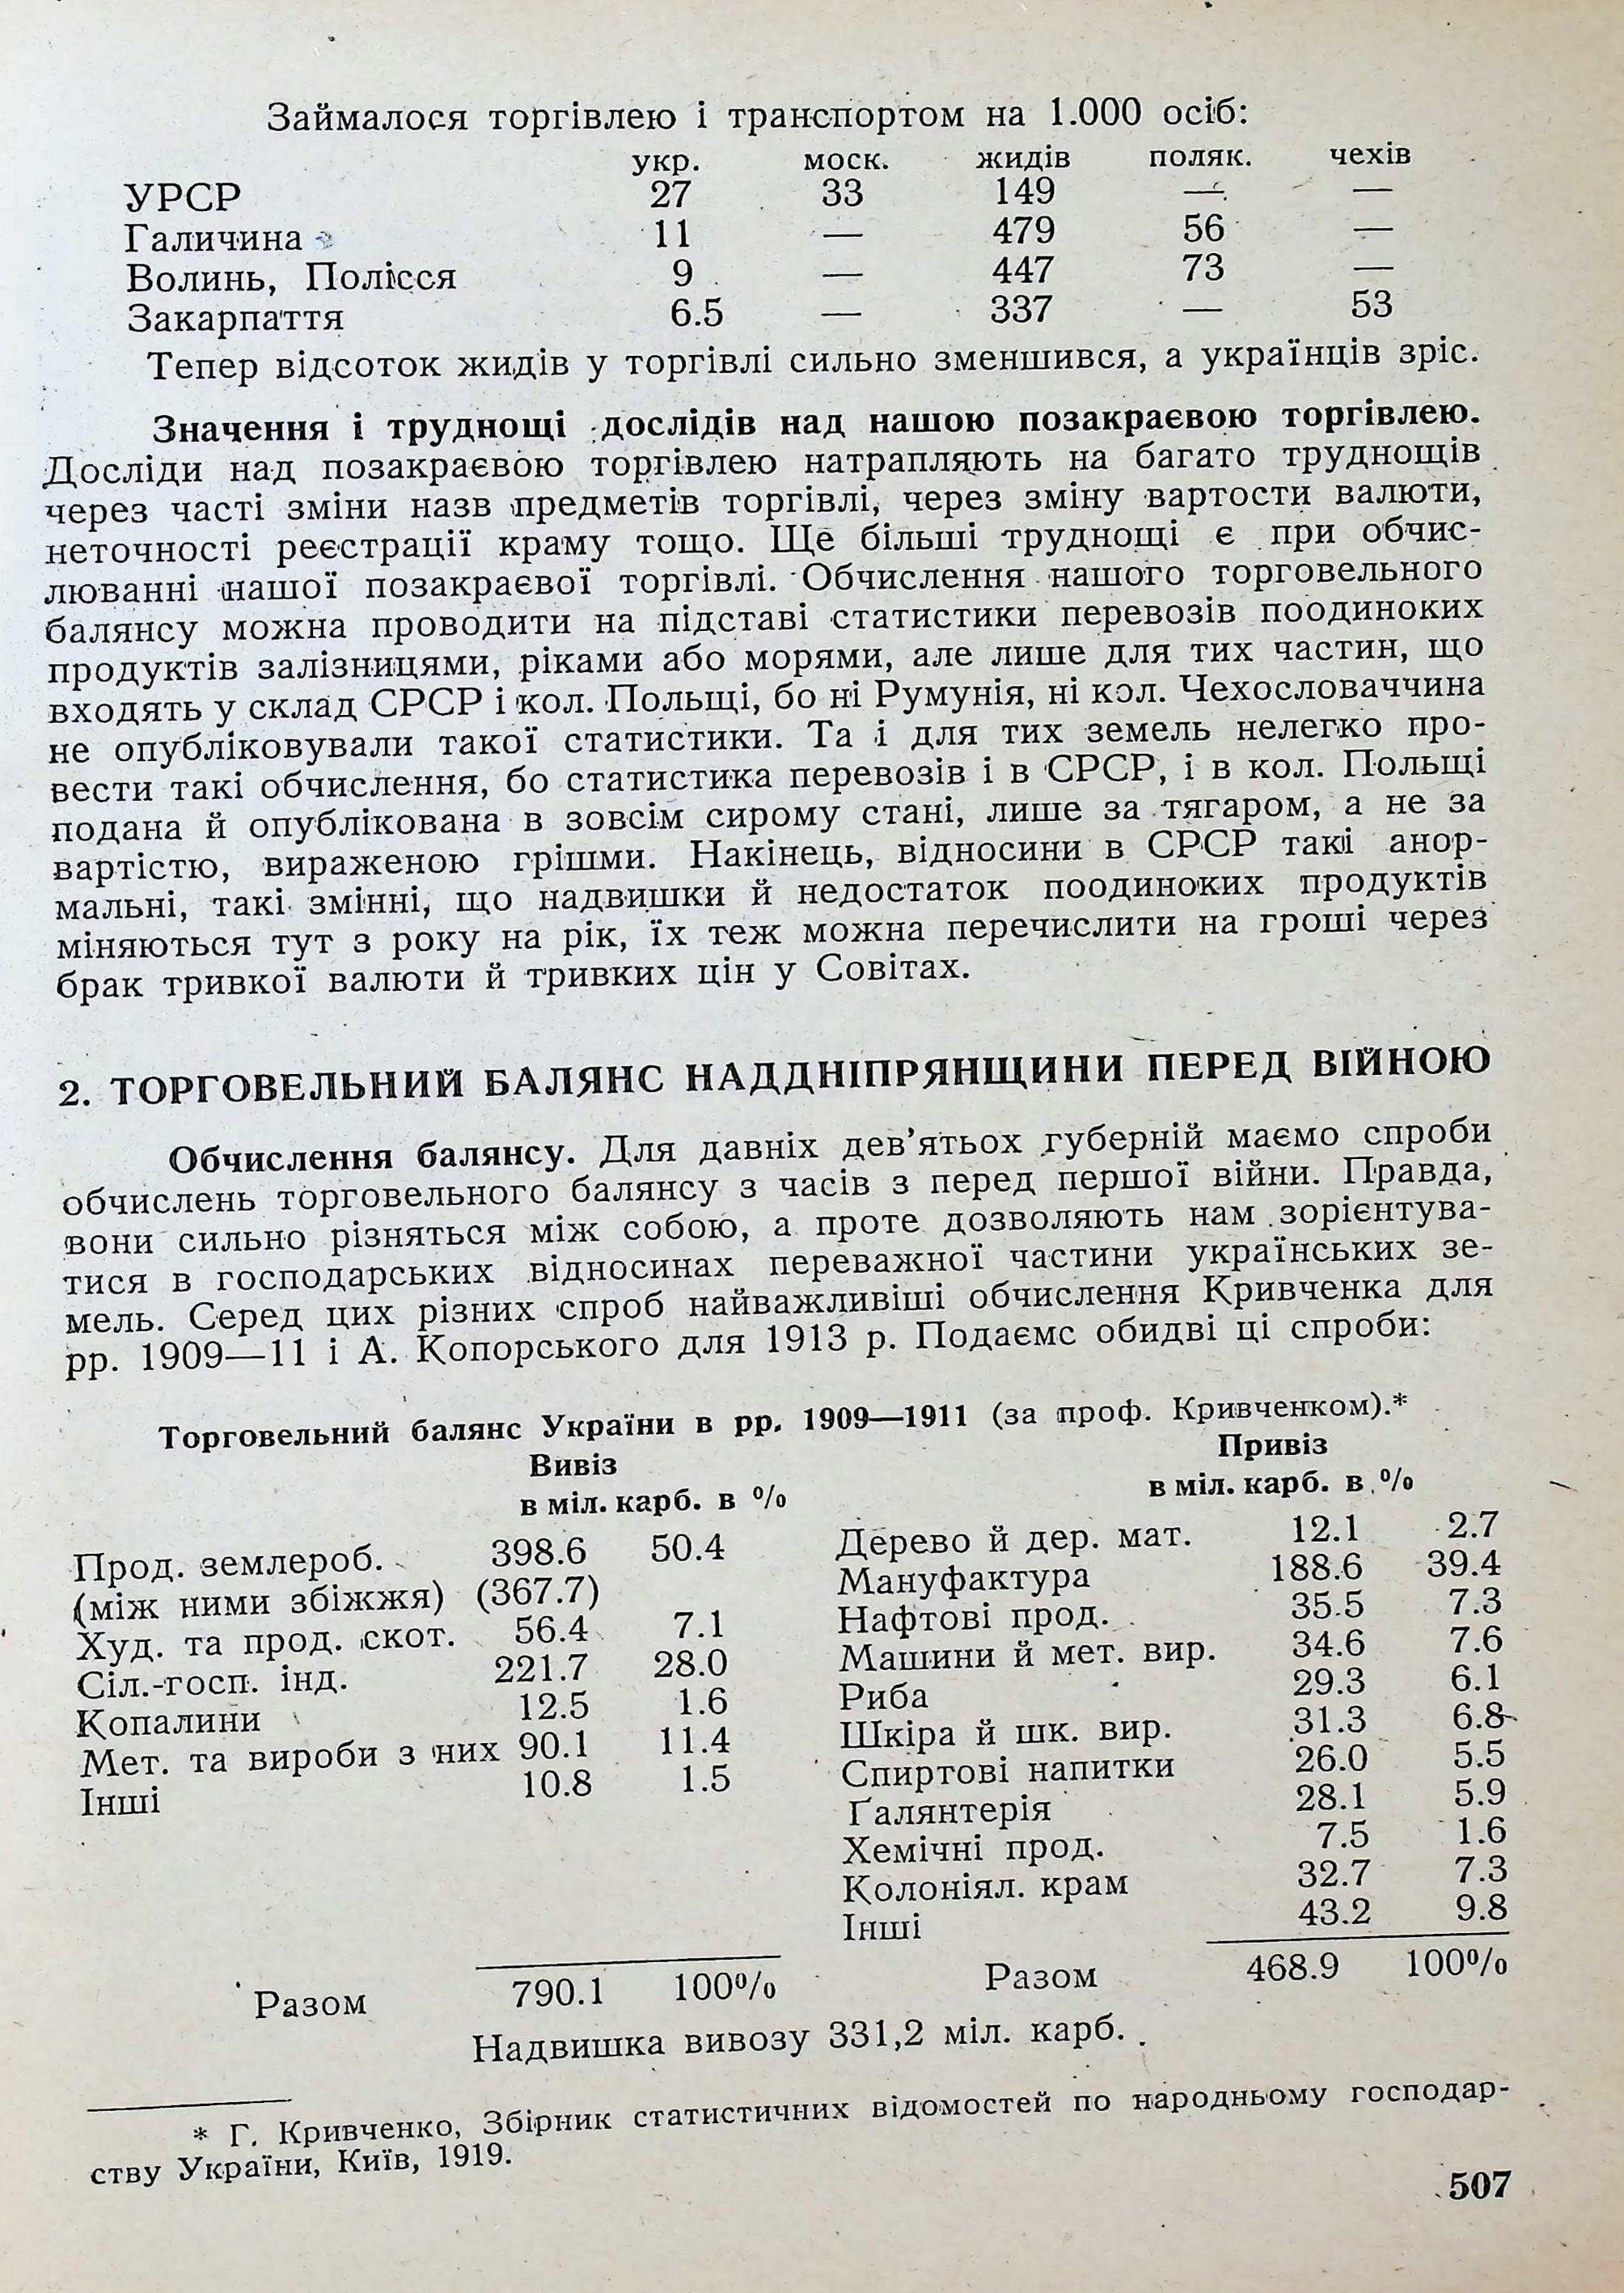 Займалося торгівлею і транспортом на 1.000 осіб:
укр. моск. жидів поляк. чехів
УРСР 27 33 149 — —
Галичина 11 — 479 56 —
Волинь, Полісся 9 — 447 73 —
Закарпаття 6.5 — 337 — 53
Тепер відсоток жидів у торгівлі сильно зменшився, а українців зріс.
Значення і труднощі дослідів над нашою позакраєвою торгівлею.
Досліди над позакраєвою торгівлею натрапляють на багато труднощів
через часті зміни назв предметів торгівлі, через зміну вартости валюти,
неточності реєстрації краму тощо. Ще більші труднощі є при обчис-
люванні нашої позакраєвої торгівлі. Обчислення нашого торговельного
балянсу можна проводити на підставі статистики перевозів поодиноких
продуктів залізницями, ріками або морями, але лише для тих частин, що
входять у склад СРСР і кол. Польщі, бо ні Румунія, ні кол. Чехословаччина
не опубліковували такої статистики. Та і для тих земель нелегко про-
вести такі обчислення, бо статистика перевозів і в СРСР, і в кол. Польщі
подана й опублікована в зовсім сирому стані, лише за тягаром, а не за
вартістю, вираженою грішми. Накінець, відносини в СРСР такі анор-
мальні, такі змінні, що надвишки й недостаток поодиноких продуктів
міняються тут з року на рік, їх теж можна перечислити на гроші через
брак тривкої валюти й тривких цін у Совітах.
2. ТОРГОВЕЛЬНИЙ БАЛЯНС НАДДНІПРЯНЩИНИ ПЕРЕД ВІЙНОЮ
Обчислення балянсу. Для давніх дев’ятьох губерній маємо спроби
обчислень торговельного балянсу з часів з перед першої війни. Правда,
вони сильно різняться між собою, а проте дозволяють нам зорієнтува-
тися в господарських відносинах переважної частини українських зе-
мель. Серед цих різних спроб найважливіші обчислення Кривченка для
рр. 1909—11 і А. Копорського для 1913 р. Подаємс обидві ці спроби:
Торговельний балянс України в рр. 1909—1911 (за проф. Кривченком).*
Вивіз Привіз
в міл. карб. в % в міл. карб. в %
Прод. землероб. 398.6 50.4 Дерево й дер. мат. 12.1 2.7
(між ними збіжжя) (367.7) Мануфактура 188.6 39.4
Худ. та прод. скот. 56.4 7.1 Нафтові прод. 35.5 7.3
Сіл.-госп. інд. 221.7 28.0 Машини й мет. вир. 34.6 7.6
Копалини 12.5 1.6 Риба 29.3 6.1
Мет. та вироби з них 90.1 11.4 Шкіра й шк. вир. 31.3 6.8
Інші 10.8 1.5 Спиртові напитки 26.0 5.5
Ґалянтерія 28.1 5.9
Хемічні прод. 7.5 1.6
Колоніял. крам 32.7 7.3
Інші 43.2 9.8
Разом 790.1 100% Разом 468.9 100%
Надвишка вивозу 331,2 міл. карб.
* Г. Кривченко, Збірник статистичних відомостей по народньому господар-
ству України, Київ, 1919.
507